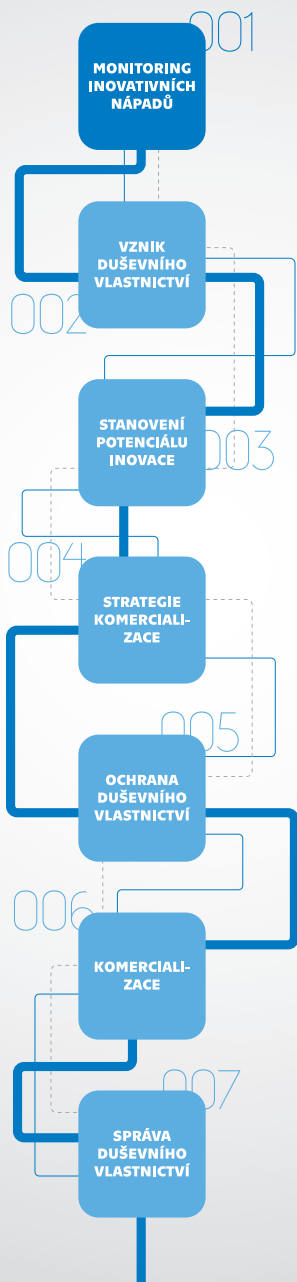 001
MONITORING
INOVATIVNÍCH
NÁPADŮ
VZNIK
DUŠEVNÍHO
VLASTNICTVÍ
002
STANOVENÍ
POTENCIÁLU
INOVACE
003
004
STRATEGIE
KOMERCIALI-
ZACE
005
OCHRANA
DUŠEVNÍHO
VLASTNICTVÍ
006
KOMERCIALI-
ZACE
007
SPRÁVA
DUŠEVNÍHO
VLASTNICTVÍ